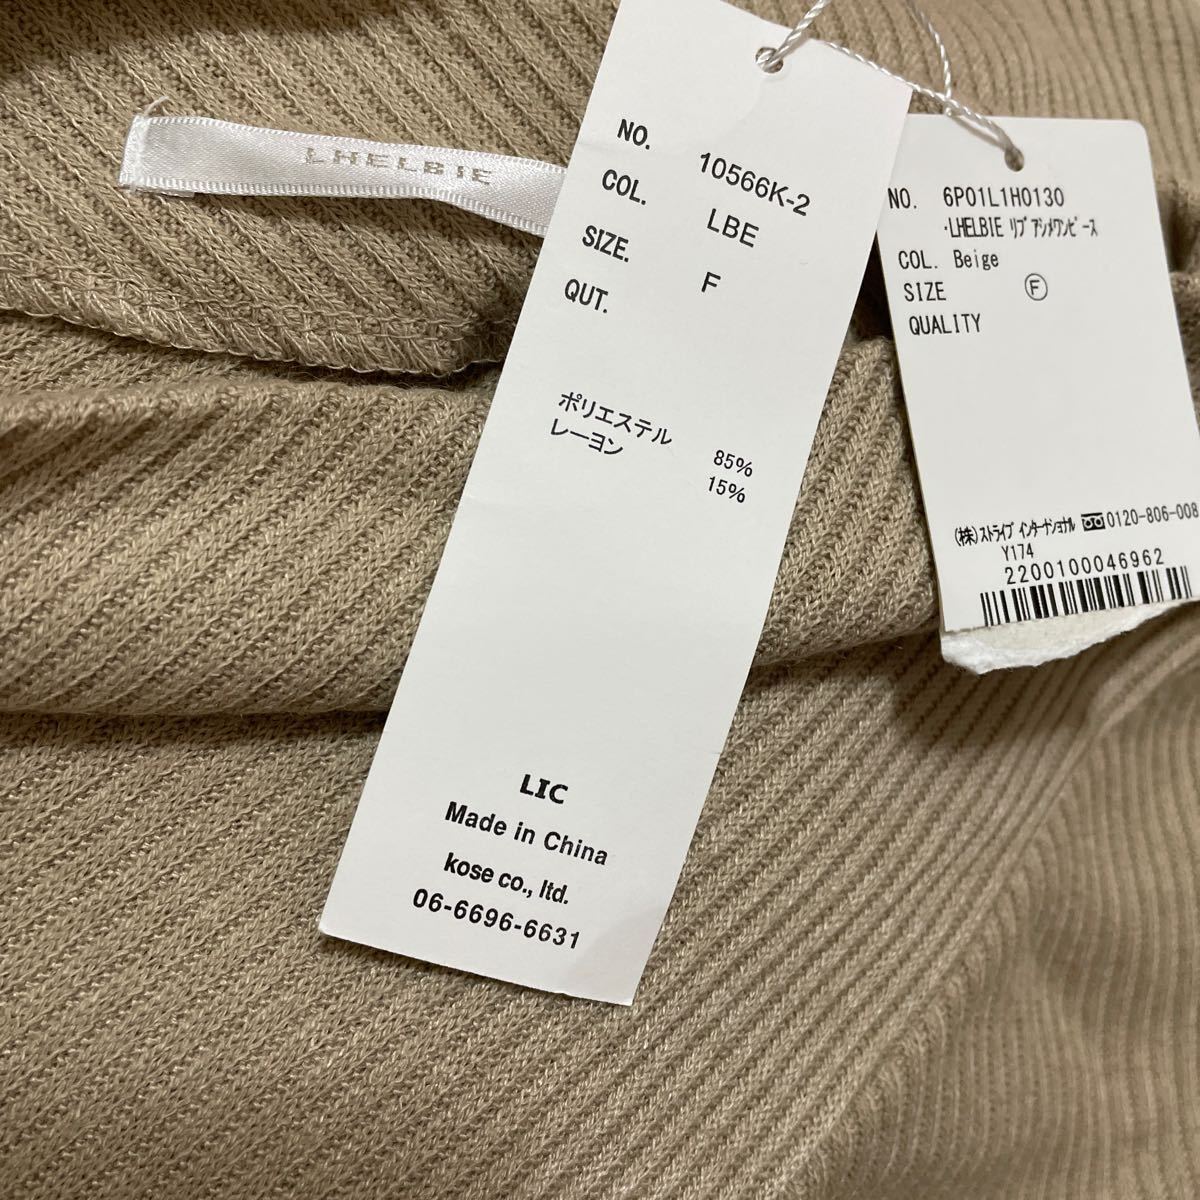 LHELBIE
NO. 10566K-2
COL. LBE
SIZE. F
QUT.
ポリエステル 85%
レーヨン 15%
LIC
Made in China
kose co., ltd.
06-6696-6631
NO. 6P01L1H0130
･LHELBIE ﾘﾌﾞｱｼﾒﾜﾝﾋﾟｰｽ
COL. Beige
SIZE Ⓕ
QUALITY
(株)ｽﾄﾗｲﾌﾟ ｲﾝﾀｰﾅｼｮﾅﾙ 0120-806-008
Y174
2200100046962